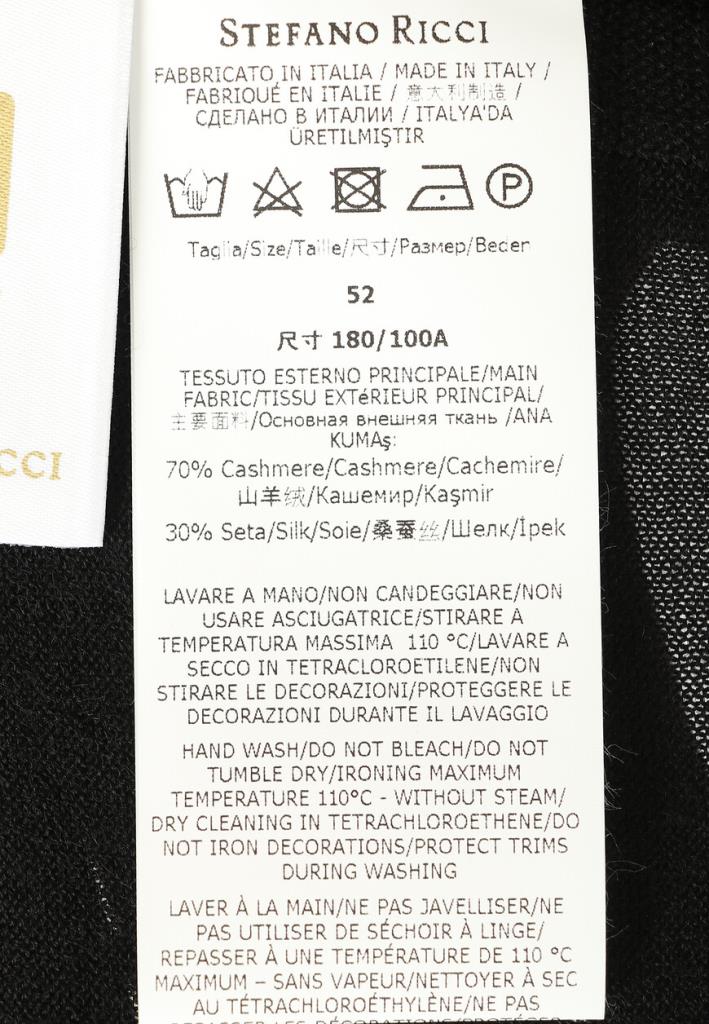 STEFANO RICCI
FABBRICATO IN ITALIA / MADE IN ITALY /
FABRIQUÉ EN ITALIE / 意大利制造 /
СДЕЛАНО В ИТАЛИИ / ITALYA'DA
ÜRETILMIŞTIR
P
Taglia/Size/Taille/尺寸/Размер/Beden
52
尺寸 180/100A
TESSUTO ESTERNO PRINCIPALE/MAIN
FABRIC/TISSU EXTéRIEUR PRINCIPAL/
主要面料/Основная внешняя ткань /ANA
KUMAş:
70% Cashmere/Cashmere/Cachemire/
山羊绒/Кашемир/Kaşmir
30% Seta/Silk/Soie/桑蚕丝/Шелк/İpek
CCI
LAVARE A MANO/NON CANDEGGIARE/NON
USARE ASCIUGATRICE/STIRARE A
TEMPERATURA MASSIMA 110 °C/LAVARE A
SECCO IN TETRACLOROETILENE/NON
STIRARE LE DECORAZIONI/PROTEGGERE LE
DECORAZIONI DURANTE IL LAVAGGIO
HAND WASH/DO NOT BLEACH/DO NOT
TUMBLE DRY/IRONING MAXIMUM
TEMPERATURE 110°C - WITHOUT STEAM/
DRY CLEANING IN TETRACHLOROETHENE/DO
NOT IRON DECORATIONS/PROTECT TRIMS
DURING WASHING
LAVER À LA MAIN/NE PAS JAVELLISER/NE
PAS UTILISER DE SÉCHOIR À LINGE/
REPASSER À UNE TEMPÉRATURE DE 110 °C
MAXIMUM – SANS VAPEUR/NETTOYER À SEC
AU TÉTRACHLOROÉTHYLÈNE/NE PAS